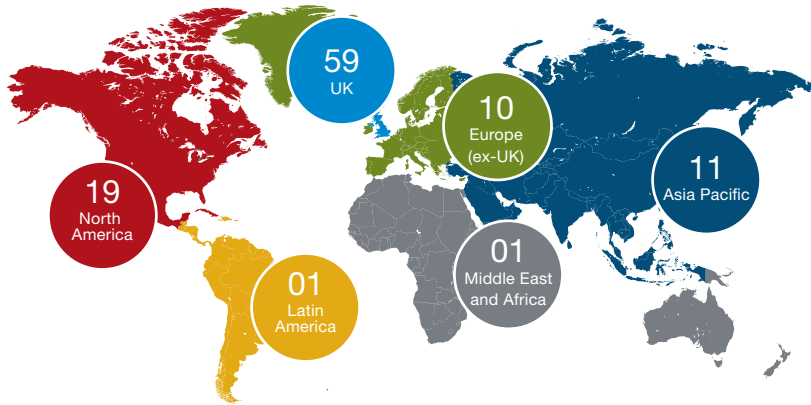 59
UK
10
Europe
(ex-UK)
11
Asia Pacific
19
North
America
01
Middle East
and Africa
01
Latin
America